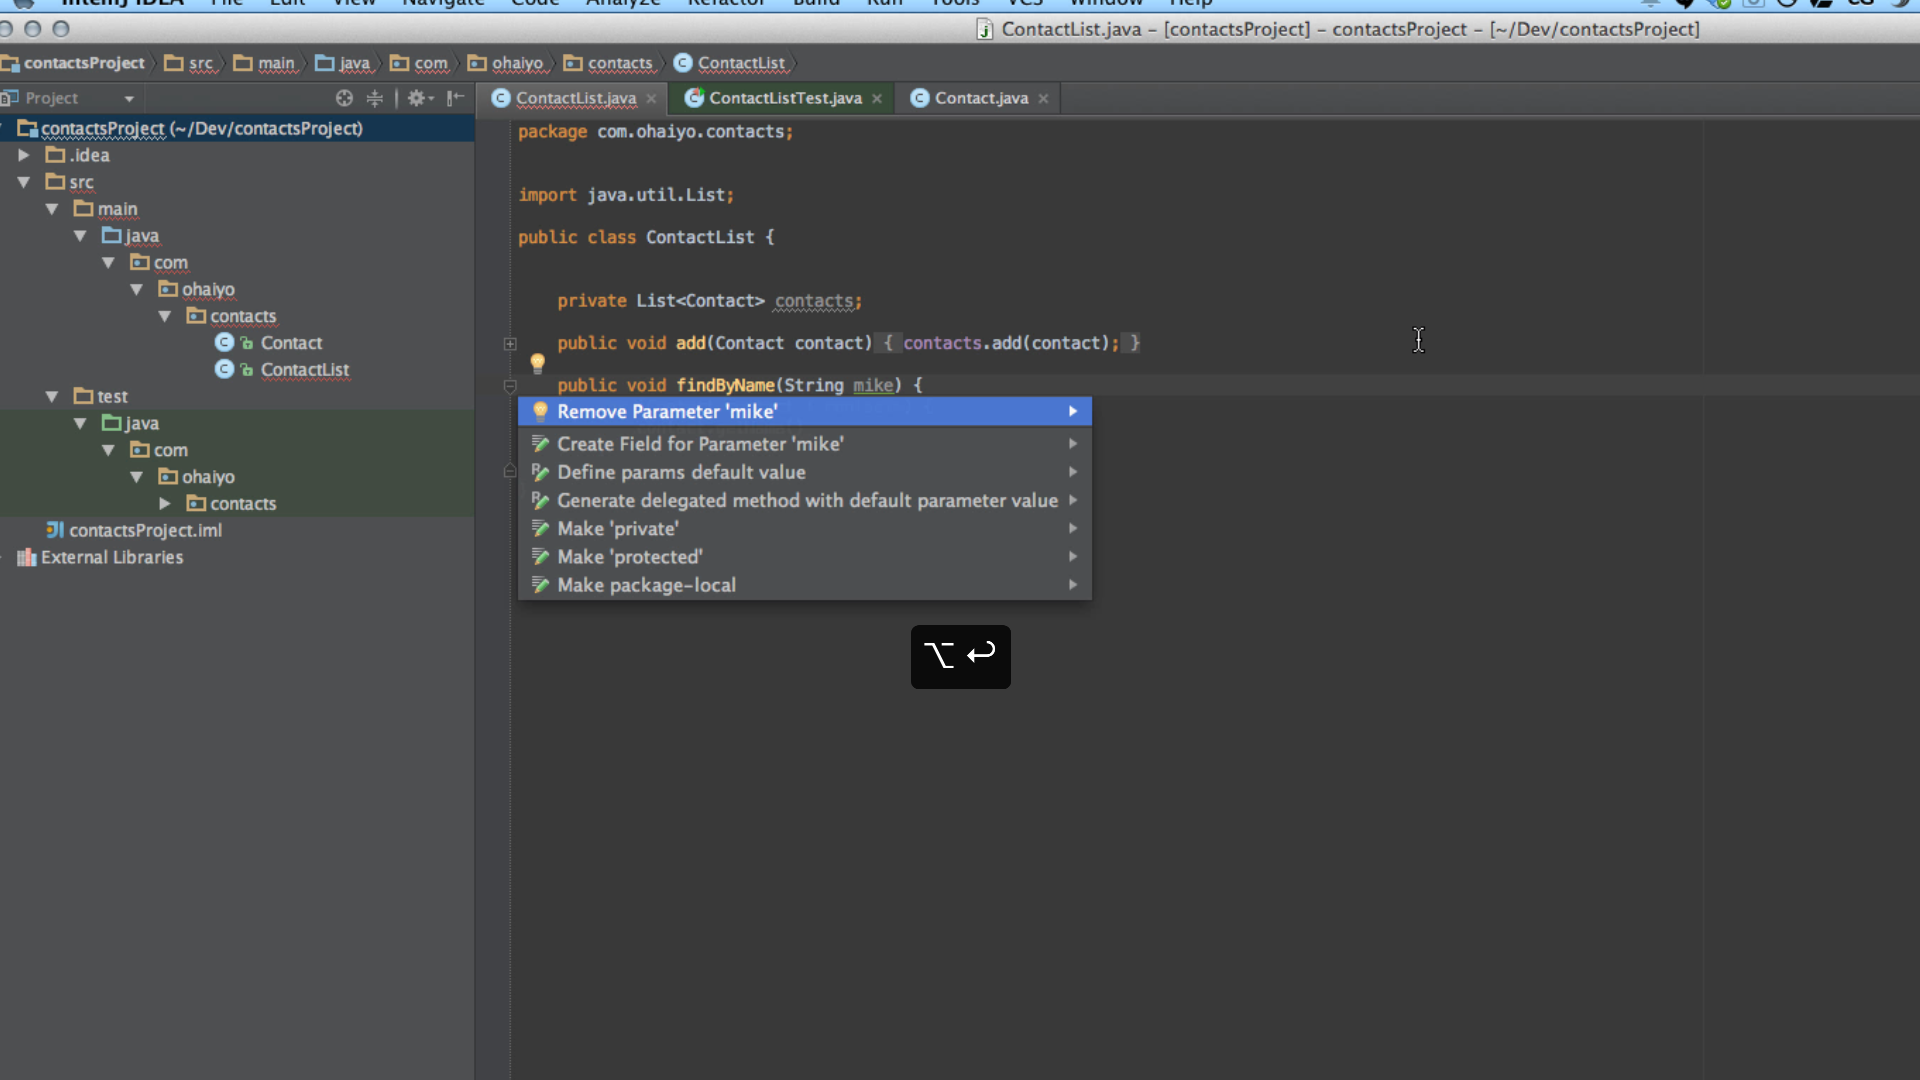 IntelliJ IDEA File Edit View Navigate Code Analyze Refactor Build Run Tools VCS Window Help
ContactList.java – [contactsProject] – contactsProject – [~/Dev/contactsProject]
contactsProject src main java com ohaiyo contacts ContactList
Project ContactList.java ContactListTest.java Contact.java
contactsProject (~/Dev/contactsProject)
.idea
src
main
java
com
ohaiyo
contacts
Contact
ContactList
test
java
com
ohaiyo
contacts
contactsProject.iml
External Libraries
package com.ohaiyo.contacts;
import java.util.List;
public class ContactList {
private List<Contact> contacts;
public void add(Contact contact) { contacts.add(contact); }
public void findByName(String mike) {
Remove Parameter 'mike'
Create Field for Parameter 'mike'
Define params default value
Generate delegated method with default parameter value
Make 'private'
Make 'protected'
Make package-local
⌥ ↩